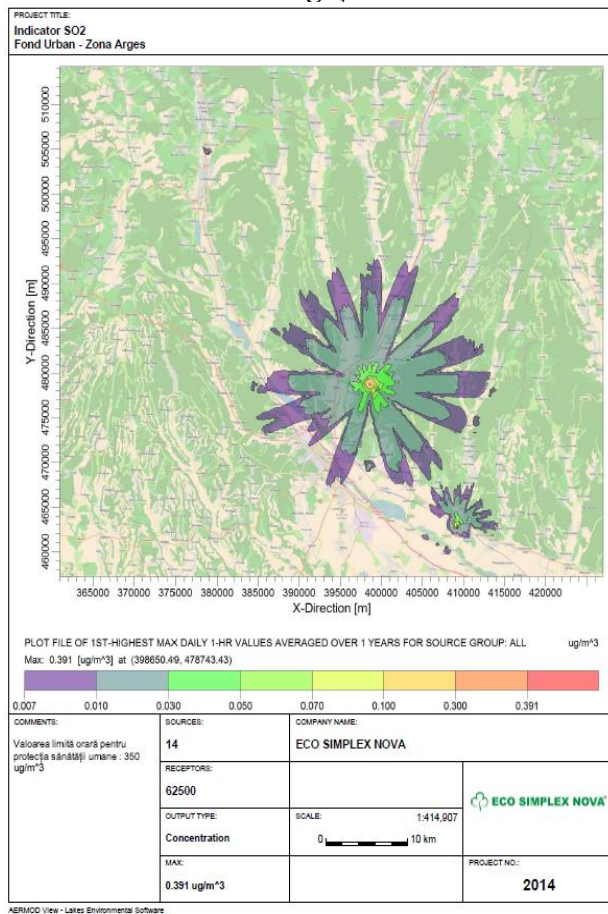 PROJECT TITLE:
Indicator SO2
Fond Urban - Zona Arges
Y-Direction [m]
510000
505000
500000
495000
490000
485000
480000
475000
470000
465000
460000
365000 370000 375000 380000 385000 390000 395000 400000 405000 410000 415000 420000
X-Direction [m]
PLOT FILE OF 1ST-HIGHEST MAX DAILY 1-HR VALUES AVERAGED OVER 1 YEARS FOR SOURCE GROUP: ALL ug/m^3
Max: 0.391 [ug/m^3] at (398650.49, 478743.43)
0.007 0.010 0.030 0.050 0.070 0.100 0.300 0.391
COMMENTS:
Valoarea limită orară pentru
protecția sănătății umane : 350
ug/m^3
SOURCES:
14
COMPANY NAME:
ECO SIMPLEX NOVA
RECEPTORS:
62500
OUTPUT TYPE:
Concentration
SCALE: 1:414,907
0 10 km
ECO SIMPLEX NOVA
MAX:
0.391 ug/m^3
PROJECT NO.:
2014
AERMOD View - Lakes Environmental Software